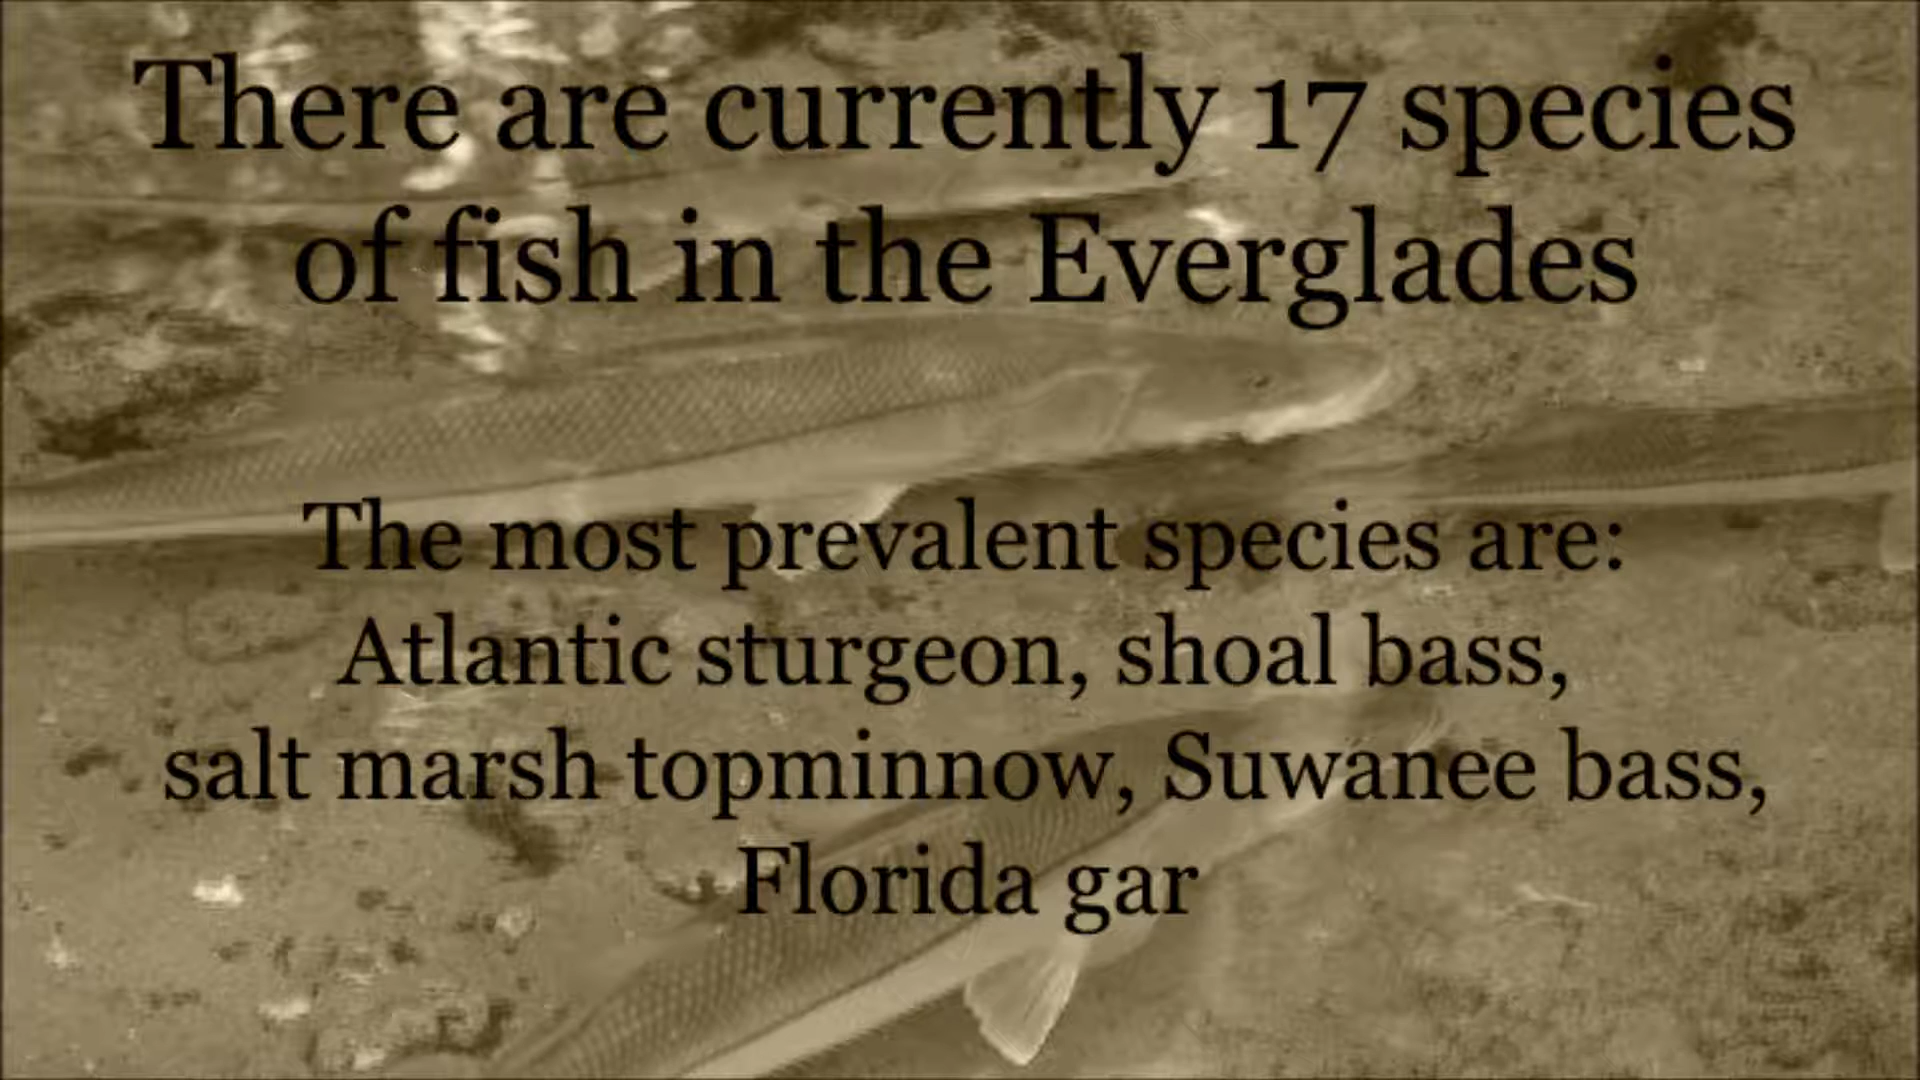 There are currently 17 species
of fish in the Everglades
The most prevalent species are:
Atlantic sturgeon, shoal bass,
salt marsh topminnow, Suwanee bass,
Florida gar